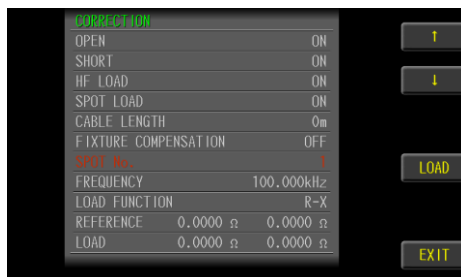 CORRECTION
OPEN ON
SHORT ON
HF LOAD ON
SPOT LOAD ON
CABLE LENGTH 0m
FIXTURE COMPENSATION OFF
SPOT No. 1
FREQUENCY 100.000kHz
LOAD FUNCTION R-X
REFERENCE 0.0000 Ω 0.0000 Ω
LOAD 0.0000 Ω 0.0000 Ω
↑
↓
LOAD
EXIT